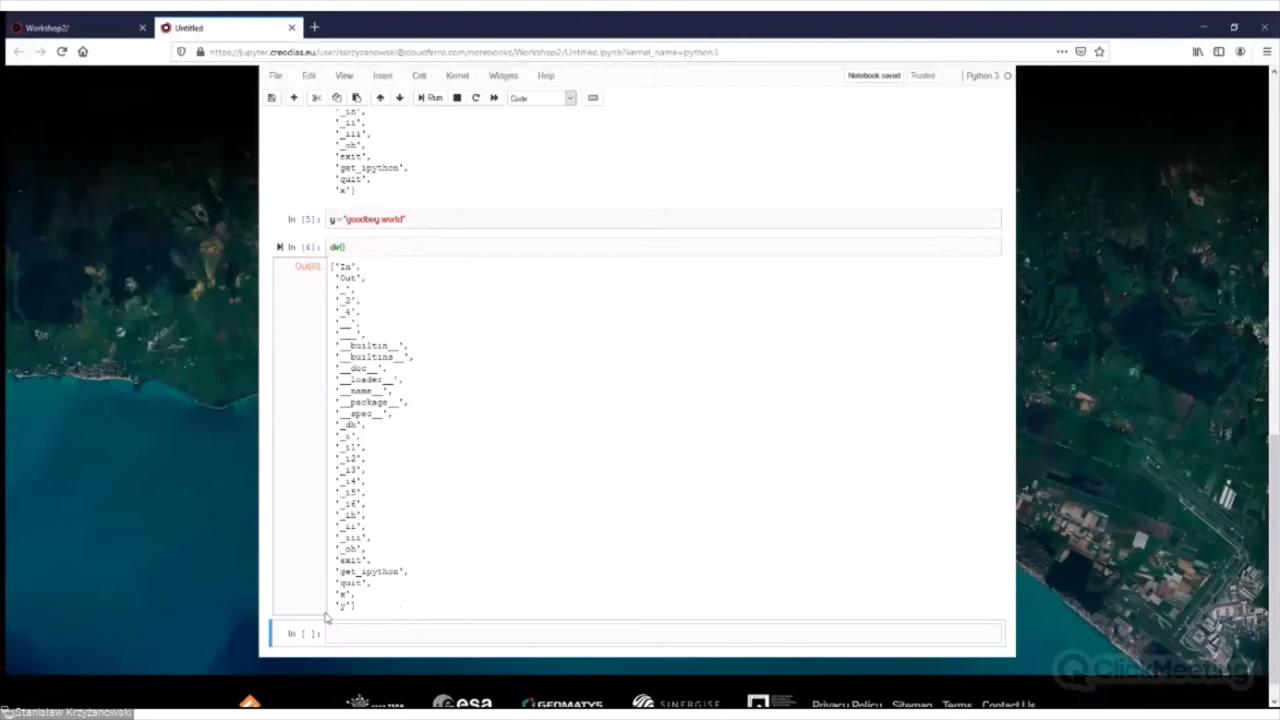 Workshop2/
Untitled
https://jupyter.creodias.eu/user/skrzyzanowski@cloudferro.com/notebooks/Workshop2/Untitled.ipynb?kernel_name=python3
File Edit View Insert Cell Kernel Widgets Help
Notebook saved Trusted Python 3
Run Code
'_ih',
'_ii',
'_iii',
'_oh',
'exit',
'get_ipython',
'quit',
'x']
In [5]: y = "goodbey world"
In [6]: dir()
Out[6]: ['In',
'Out',
'_',
'_2',
'_4',
'__',
'___',
'__builtin__',
'__builtins__',
'__doc__',
'__loader__',
'__name__',
'__package__',
'__spec__',
'_dh',
'_i',
'_i1',
'_i2',
'_i3',
'_i4',
'_i5',
'_i6',
'_ih',
'_ii',
'_iii',
'_oh',
'exit',
'get_ipython',
'quit',
'x',
'y']
In [ ]:
ClickMeeting
esa GEOMATYS SINERGISE Privacy Policy Sitemap Terms Contact Us
Stanisław Krzyżanowski